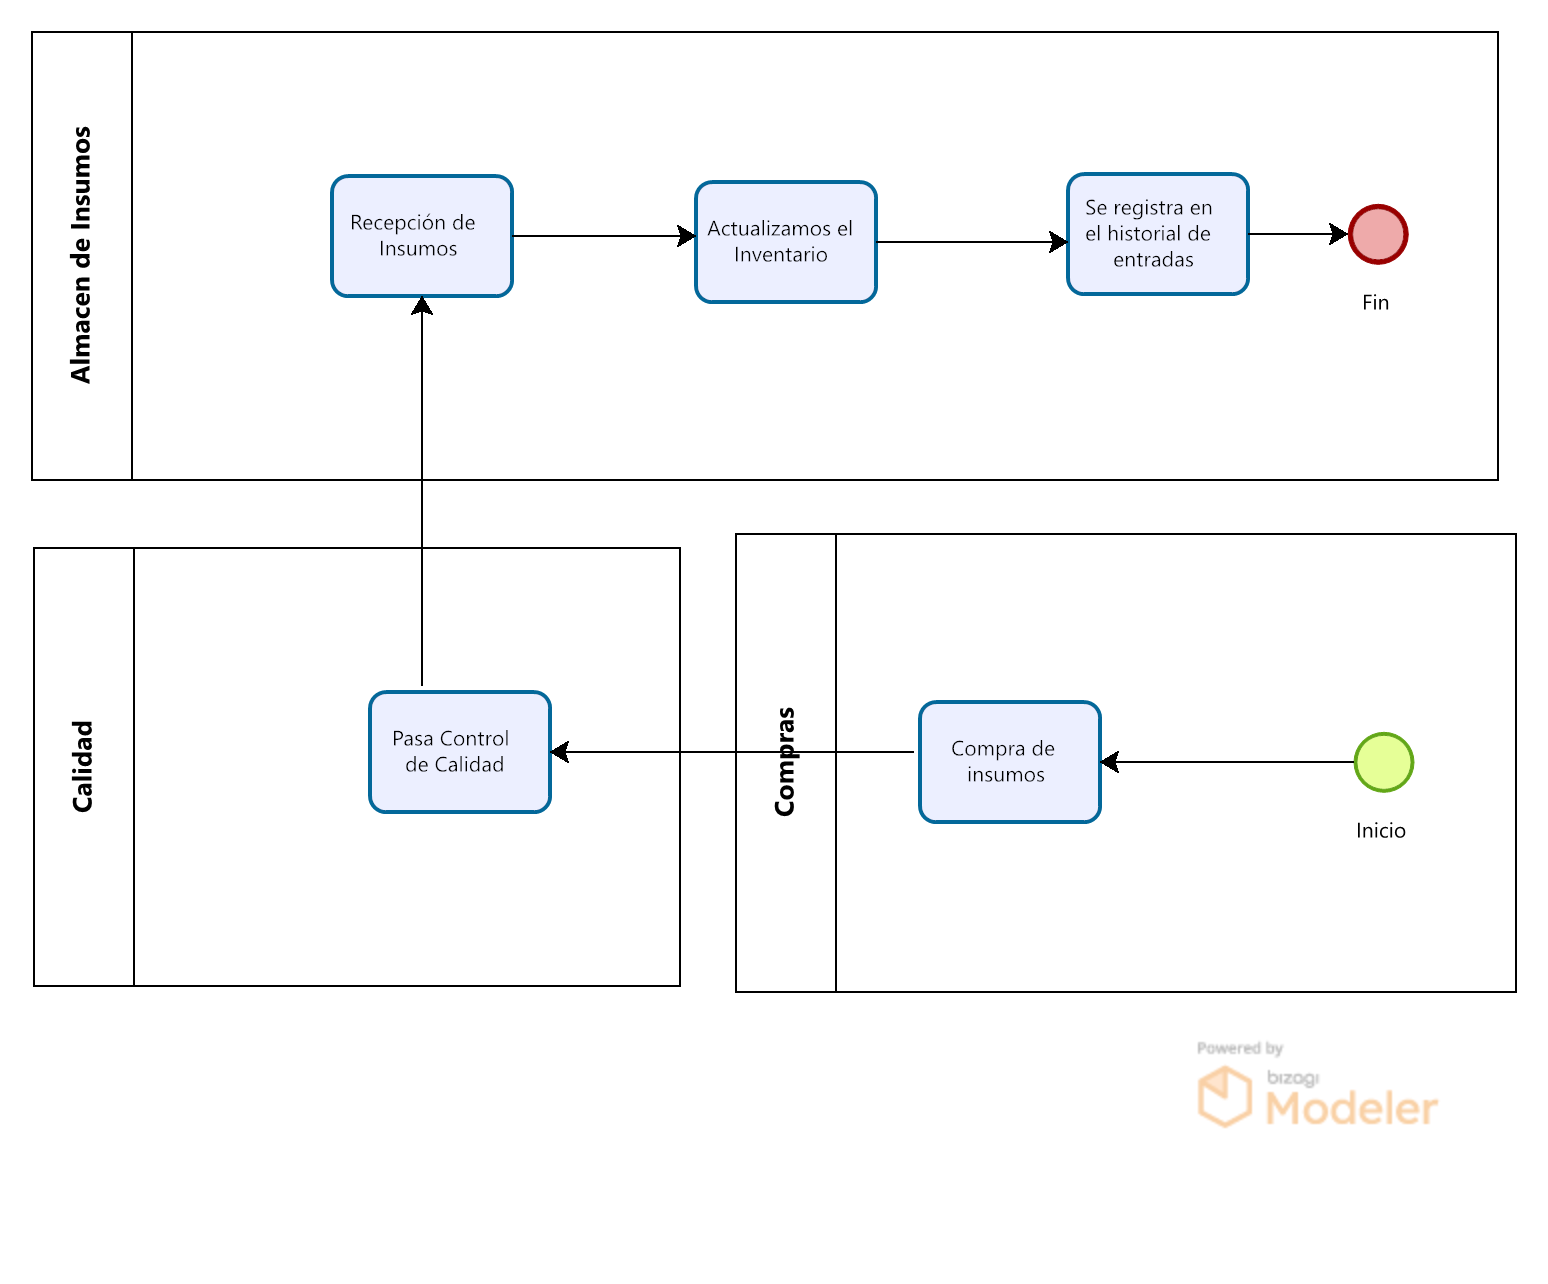 Almacen de Insumos
Recepción de
Insumos
Actualizamos el
Inventario
Se registra en
el historial de
entradas
Fin
Calidad
Pasa Control
de Calidad
Compras
Compra de
insumos
Inicio
Powered by
bizagi
Modeler